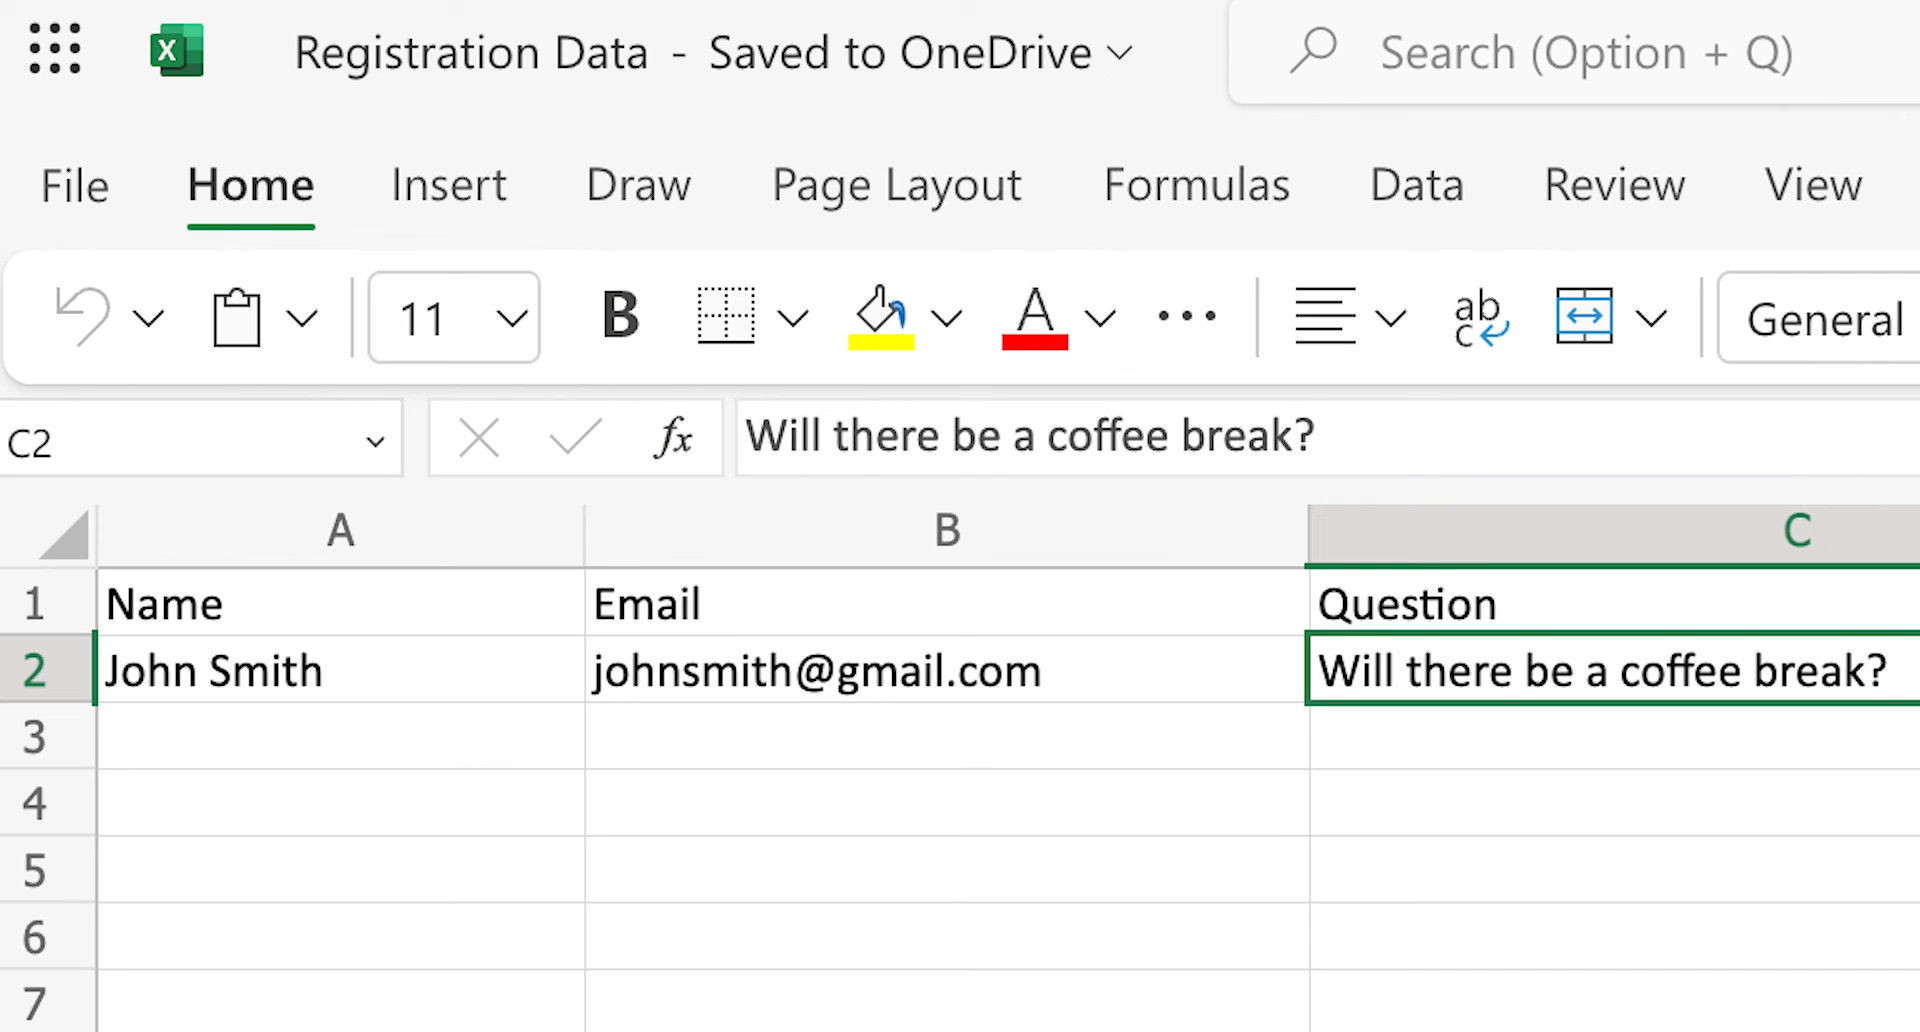 Registration Data - Saved to OneDrive
Search (Option + Q)
File Home Insert Draw Page Layout Formulas Data Review View
11 B A ab c General
C2 fx Will there be a coffee break?
A B C
1 Name Email Question
2 John Smith johnsmith@gmail.com Will there be a coffee break?
3
4
5
6
7